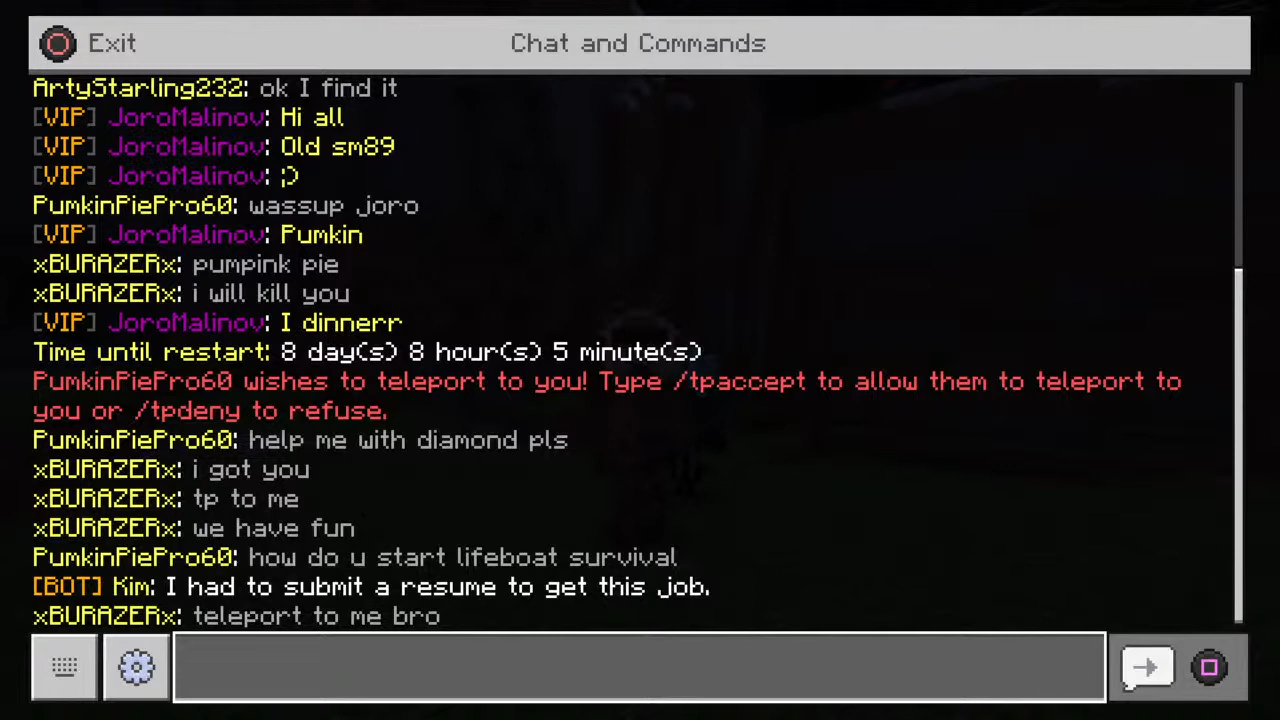 Exit
Chat and Commands
ArtyStarling232: ok I find it
[VIP] JoroMalinov: Hi all
[VIP] JoroMalinov: Old sm89
[VIP] JoroMalinov: ;)
PumkinPiePro60: wassup joro
[VIP] JoroMalinov: Pumkin
xBURAZERx: pumpink pie
xBURAZERx: i will kill you
[VIP] JoroMalinov: I dinnerr
Time until restart: 8 day(s) 8 hour(s) 5 minute(s)
PumkinPiePro60 wishes to teleport to you! Type /tpaccept to allow them to teleport to
you or /tpdeny to refuse.
PumkinPiePro60: help me with diamond pls
xBURAZERx: i got you
xBURAZERx: tp to me
xBURAZERx: we have fun
PumkinPiePro60: how do u start lifeboat survival
[BOT] Kim: I had to submit a resume to get this job.
xBURAZERx: teleport to me bro